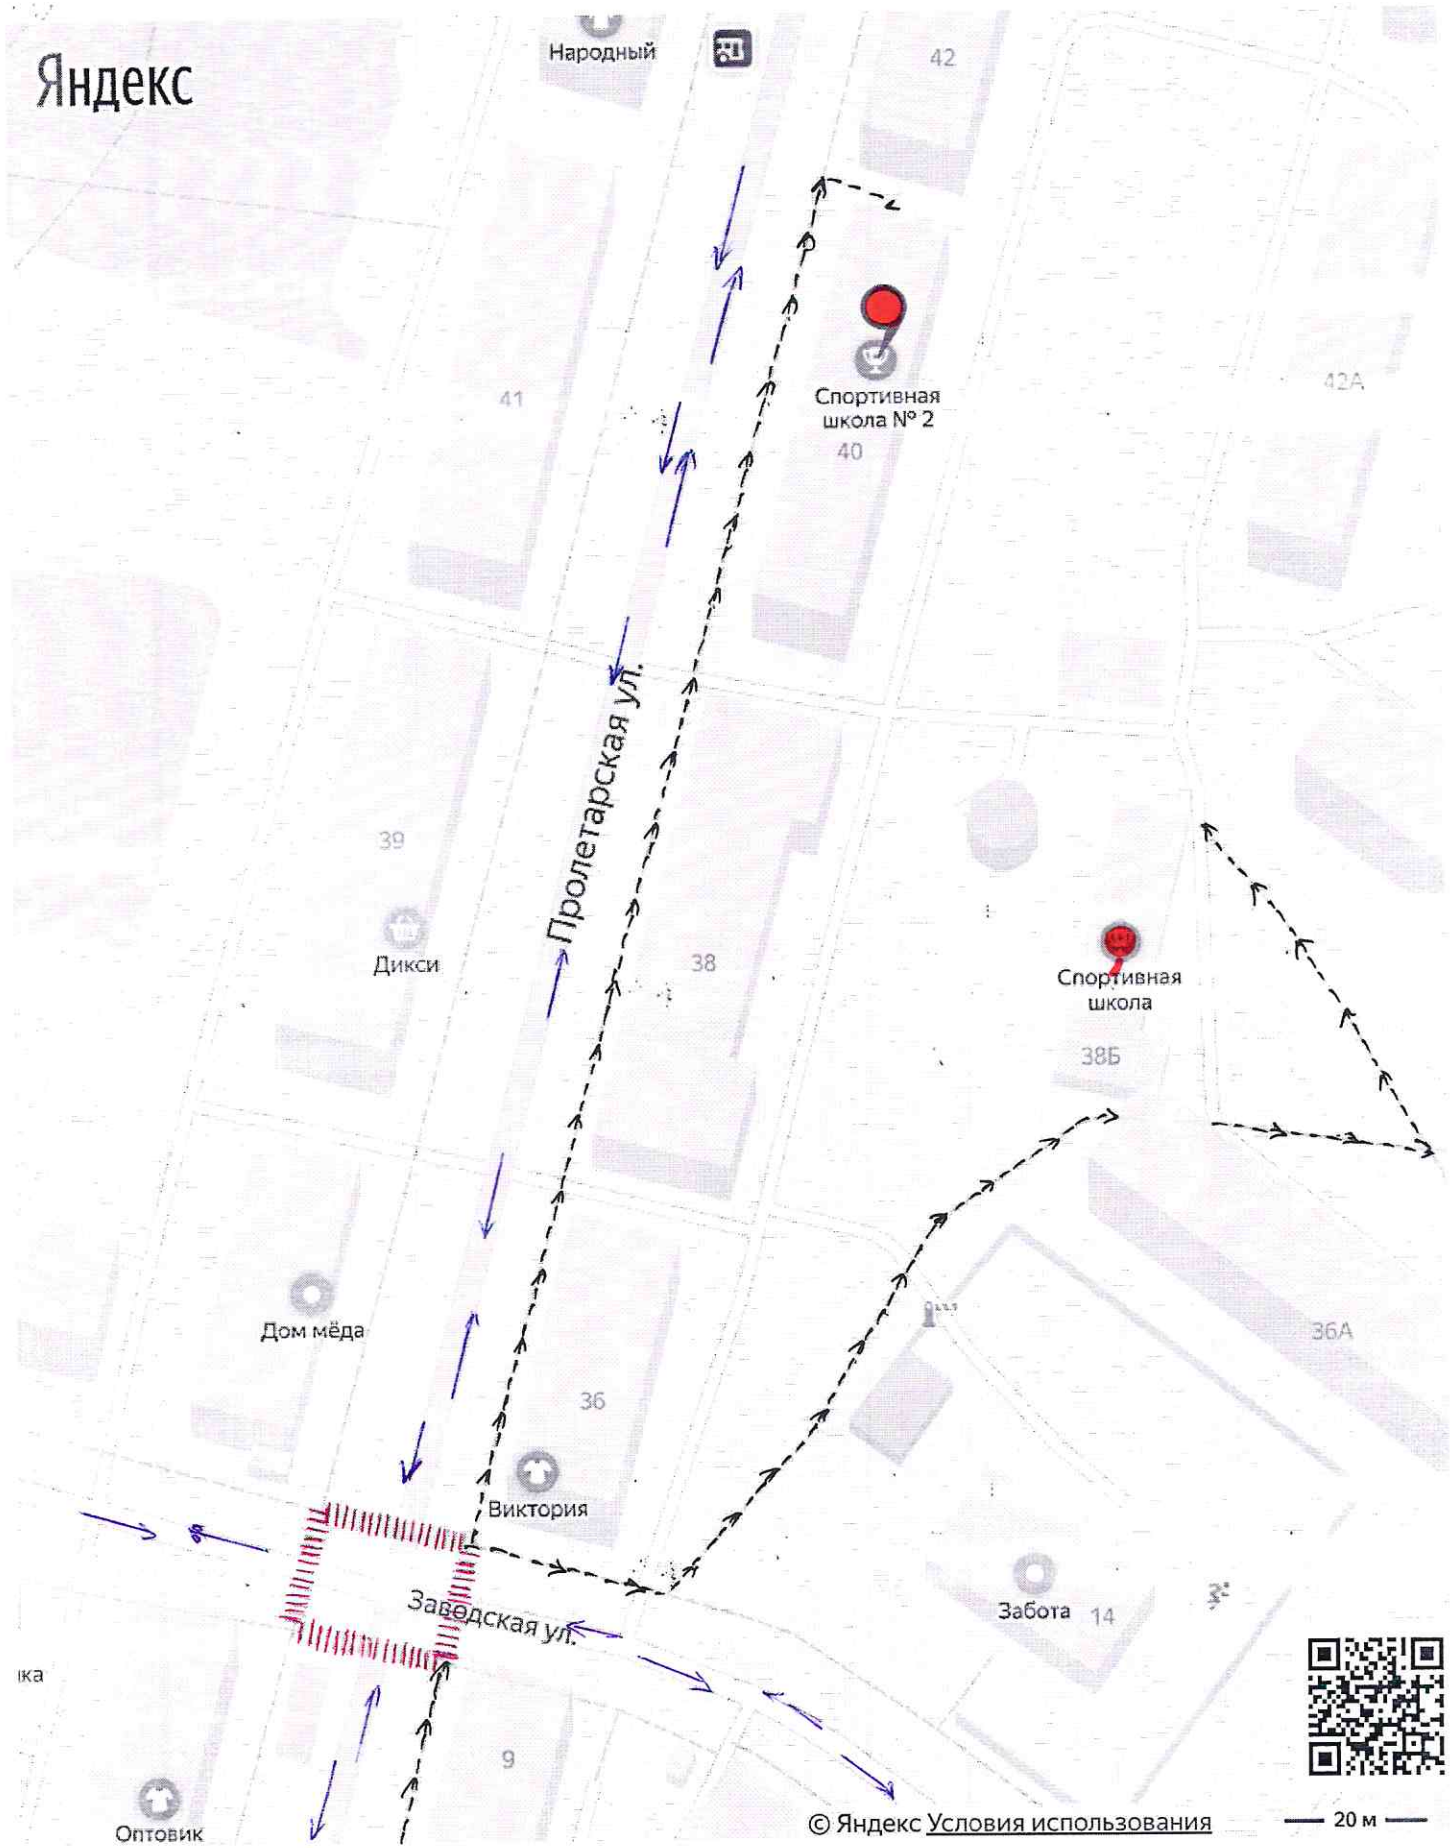 Народный
42
Яндекс
41
42А
Спортивная
школа № 2
40
Пролетарская ул.
39
Дикси
38
Спортивная
школа
38Б
Дом мёда
36А
36
Виктория
Заводская ул.
Забота
14
9
Оптовик
© Яндекс Условия использования
20 м